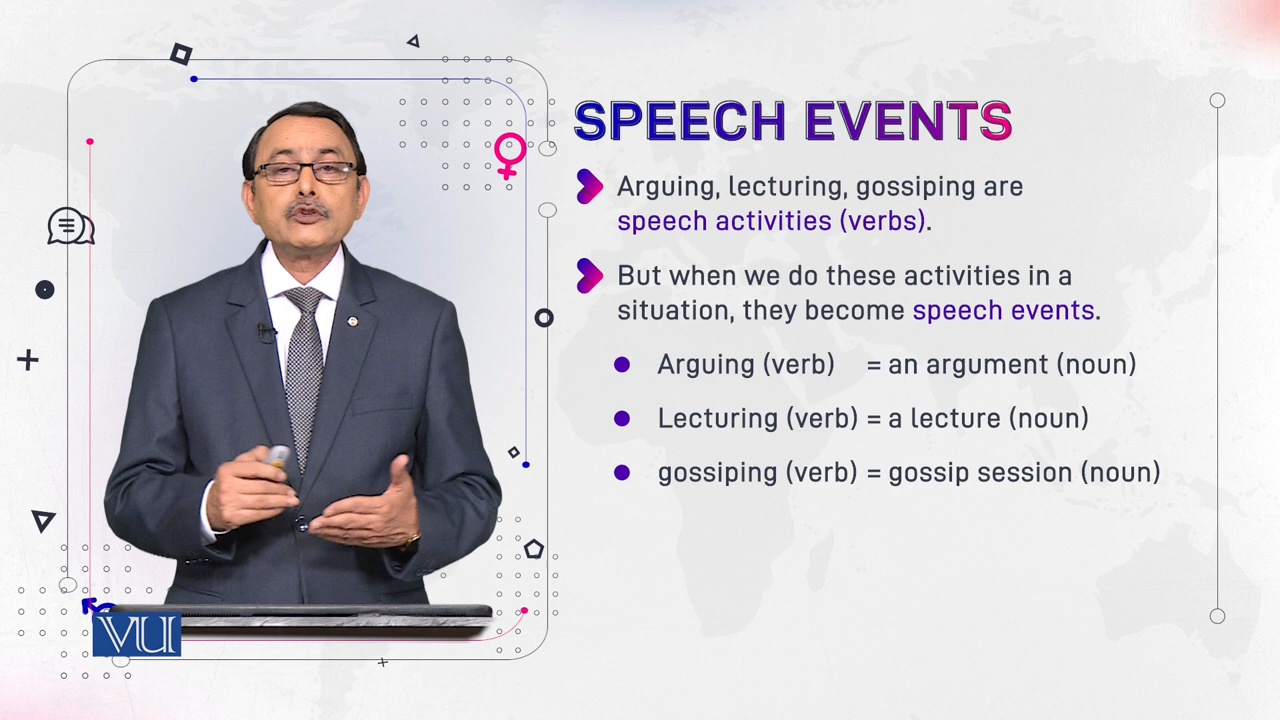 SPEECH EVENTS
Arguing, lecturing, gossiping are
speech activities (verbs).
But when we do these activities in a
situation, they become speech events.
Arguing (verb) = an argument (noun)
Lecturing (verb) = a lecture (noun)
gossiping (verb) = gossip session (noun)
VU